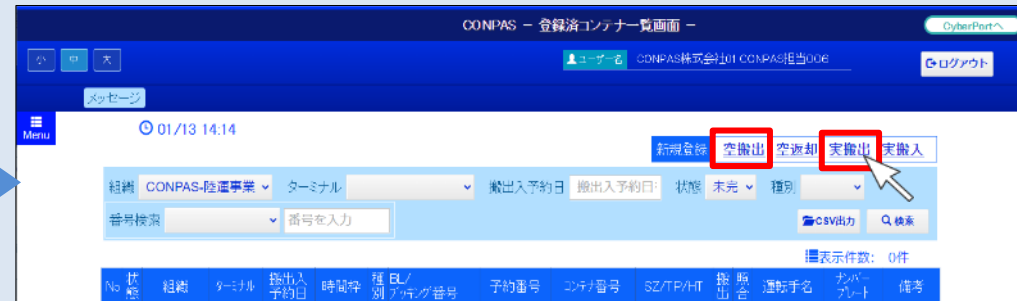 CONPAS － 登録済コンテナ一覧画面 －
CyberPortへ
小 中 大
ユーザー名 CONPAS株式会社01 CONPAS担当006
ログアウト
メッセージ
Menu
01/13 14:14
新規登録 空搬出 空返却 実搬出 実搬入
組織 CONPAS-陸運事業 ターミナル 搬出入予約日 搬出入予約日 状態 未完 種別
番号検索 番号を入力 CSV出力 検索
表示件数: 0件
No 状態 組織 ターミナル 搬出入予約日 時間枠 種別 BL/ブッキング番号 予約番号 コンテナ番号 SZ/TP/HT 搬出 照合 運転手名 ナンバープレート 備考